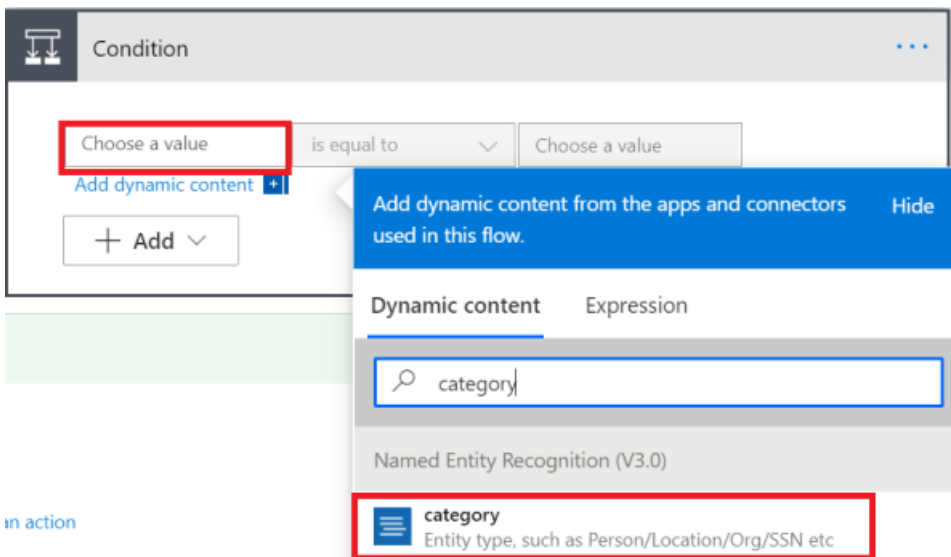 Condition
Choose a value
is equal to
Choose a value
Add dynamic content
Add
Add dynamic content from the apps and connectors
used in this flow.
Hide
Dynamic content
Expression
category
Named Entity Recognition (V3.0)
an action
category
Entity type, such as Person/Location/Org/SSN etc